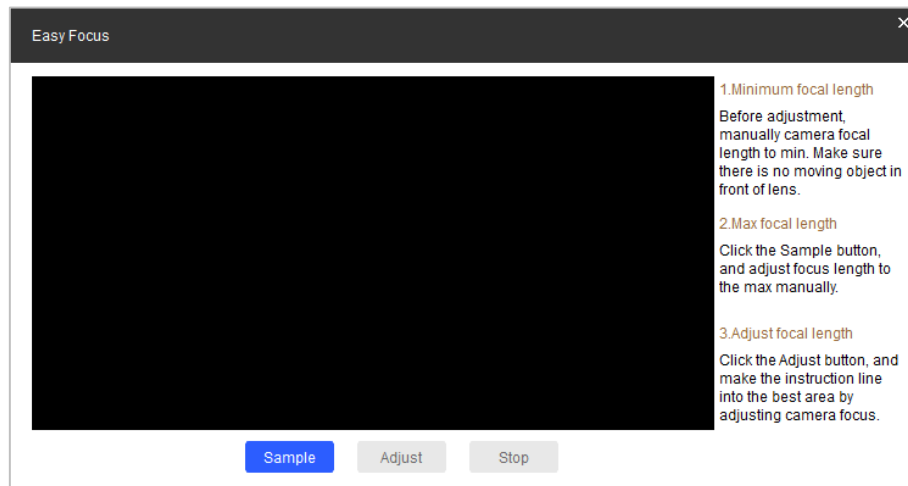 Easy Focus
1.Minimum focal length
Before adjustment,
manually camera focal
length to min. Make sure
there is no moving object in
front of lens.
2.Max focal length
Click the Sample button,
and adjust focus length to
the max manually.
3.Adjust focal length
Click the Adjust button, and
make the instruction line
into the best area by
adjusting camera focus.
Sample
Adjust
Stop